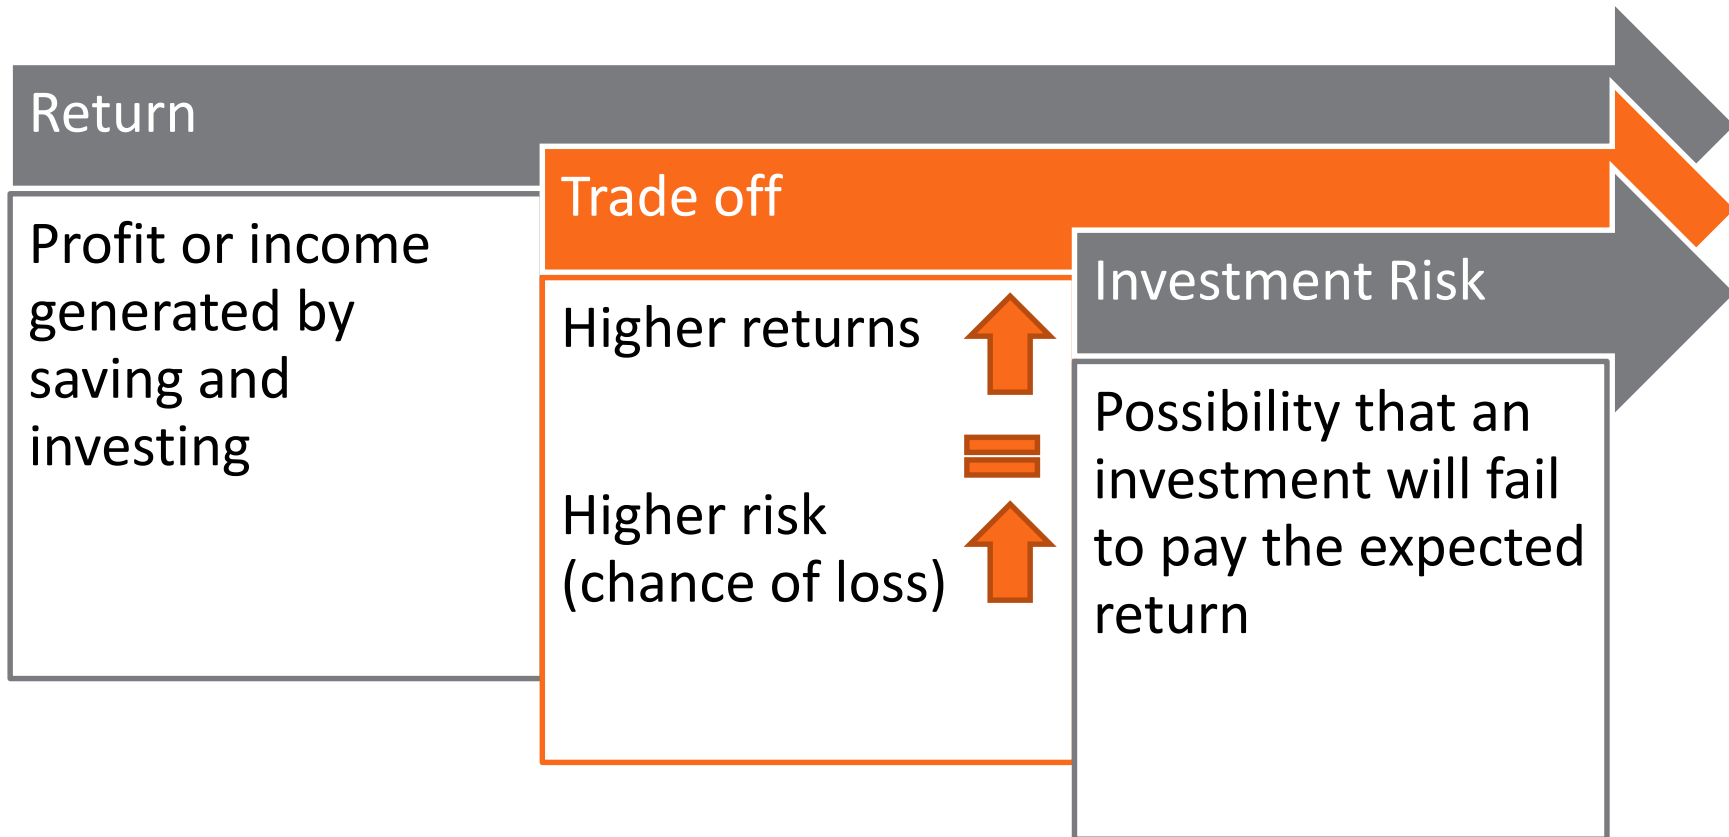 Return
Profit or income
generated by
saving and
investing
Trade off
Higher returns
Higher risk
(chance of loss)
Investment Risk
Possibility that an
investment will fail
to pay the expected
return